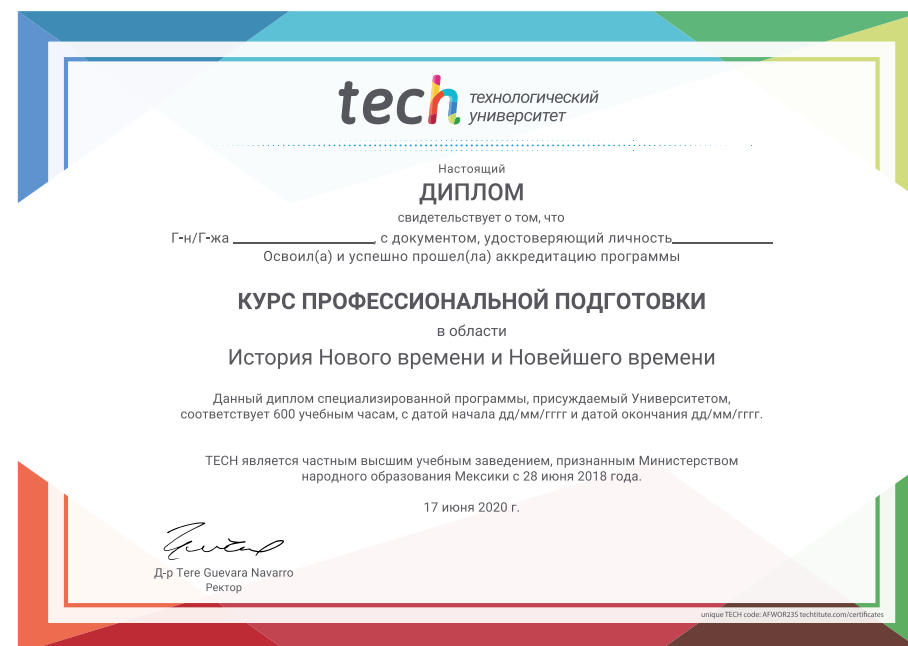 tech технологический
университет
Настоящий
ДИПЛОМ
свидетельствует о том, что
Г-н/Г-жа ____________________, с документом, удостоверяющий личность______________
Освоил(а) и успешно прошел(ла) аккредитацию программы
КУРС ПРОФЕССИОНАЛЬНОЙ ПОДГОТОВКИ
в области
История Нового времени и Новейшего времени
Данный диплом специализированной программы, присуждаемый Университетом,
соответствует 600 учебным часам, с датой начала дд/мм/гггг и датой окончания дд/мм/гггг.
TECH является частным высшим учебным заведением, признанным Министерством
народного образования Мексики с 28 июня 2018 года.
17 июня 2020 г.
Д-р Tere Guevara Navarro
Ректор
unique TECH code: AFWOR23S techtitute.com/certificates